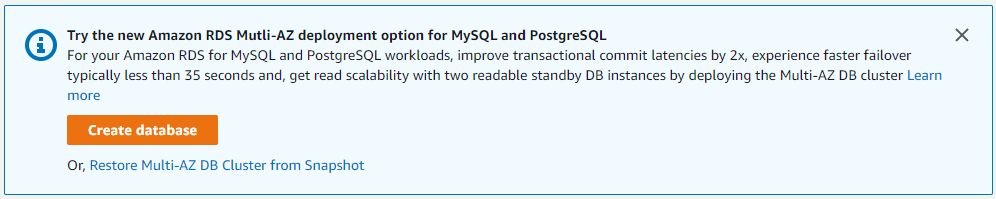 Try the new Amazon RDS Mutli-AZ deployment option for MySQL and PostgreSQL
For your Amazon RDS for MySQL and PostgreSQL workloads, improve transactional commit latencies by 2x, experience faster failover
typically less than 35 seconds and, get read scalability with two readable standby DB instances by deploying the Multi-AZ DB cluster Learn
more
Create database
Or, Restore Multi-AZ DB Cluster from Snapshot